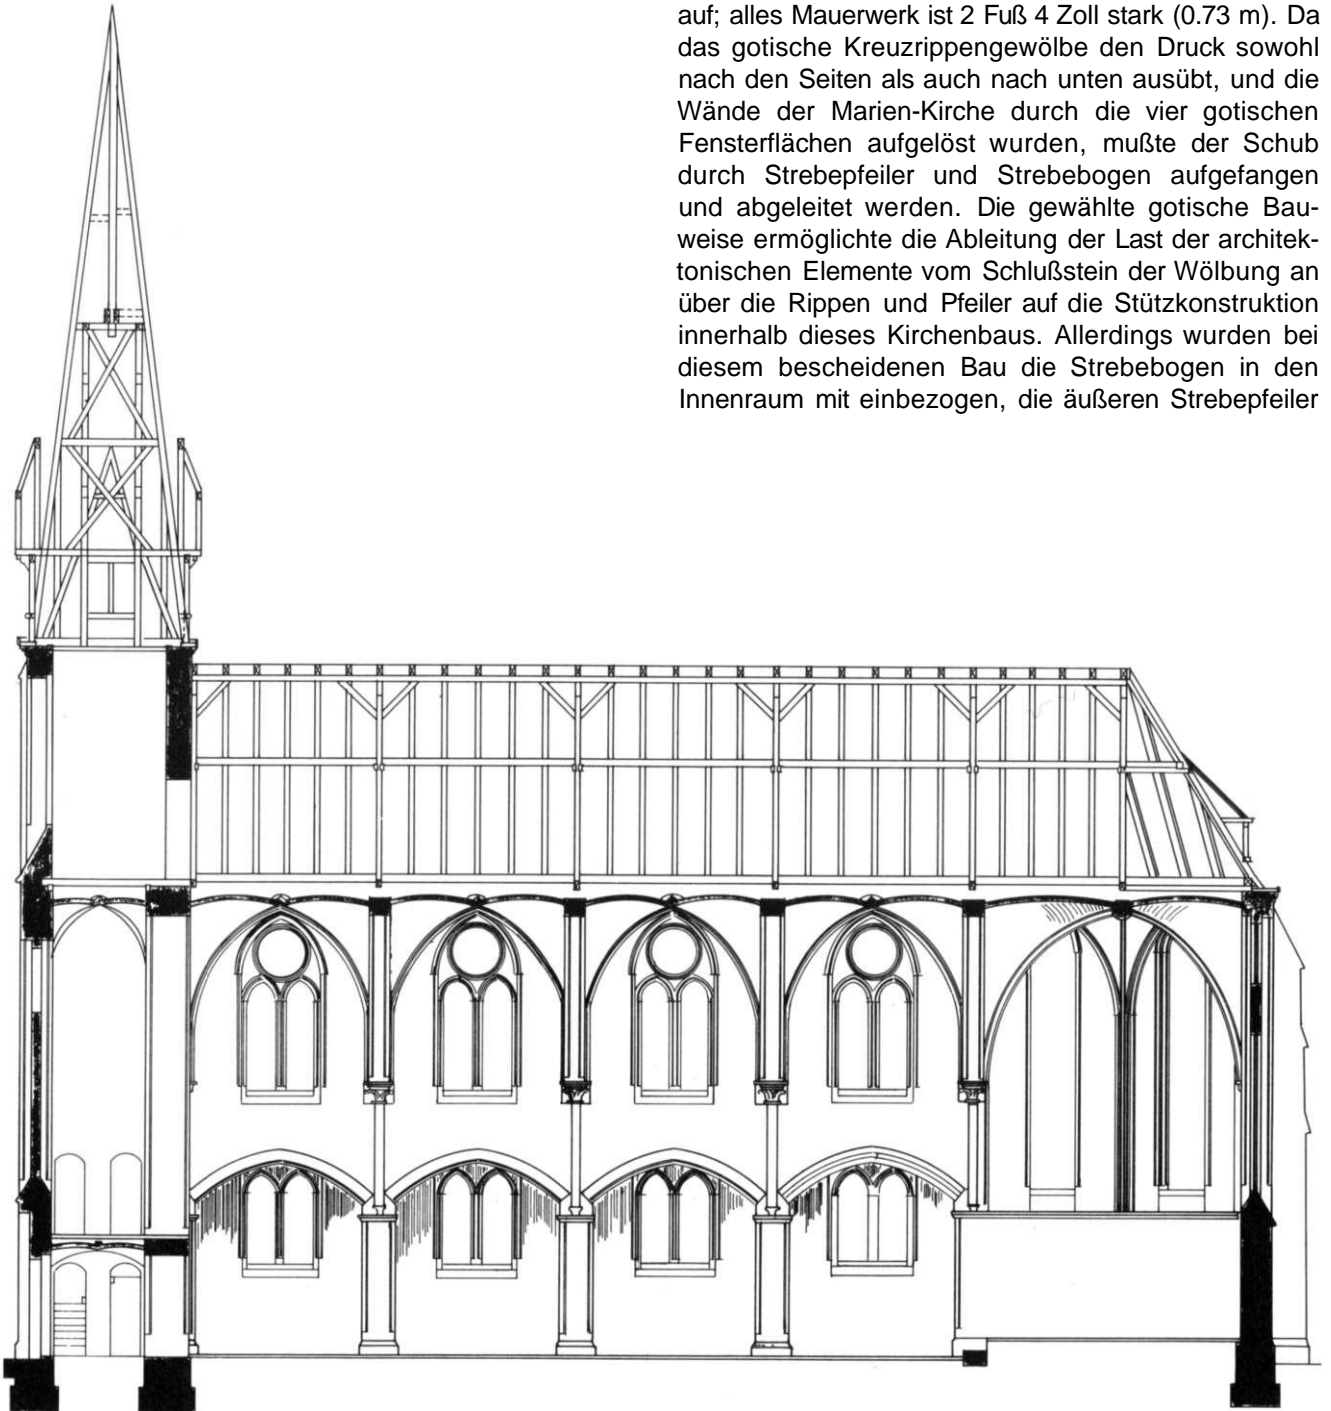 auf; alles Mauerwerk ist 2 Fuß 4 Zoll stark (0.73 m). Da
das gotische Kreuzrippengewölbe den Druck sowohl
nach den Seiten als auch nach unten ausübt, und die
Wände der Marien-Kirche durch die vier gotischen
Fensterflächen aufgelöst wurden, mußte der Schub
durch Strebepfeiler und Strebebogen aufgefangen
und abgeleitet werden. Die gewählte gotische Bau-
weise ermöglichte die Ableitung der Last der architek-
tonischen Elemente vom Schlußstein der Wölbung an
über die Rippen und Pfeiler auf die Stützkonstruktion
innerhalb dieses Kirchenbaus. Allerdings wurden bei
diesem bescheidenen Bau die Strebebogen in den
Innenraum mit einbezogen, die äußeren Strebepfeiler